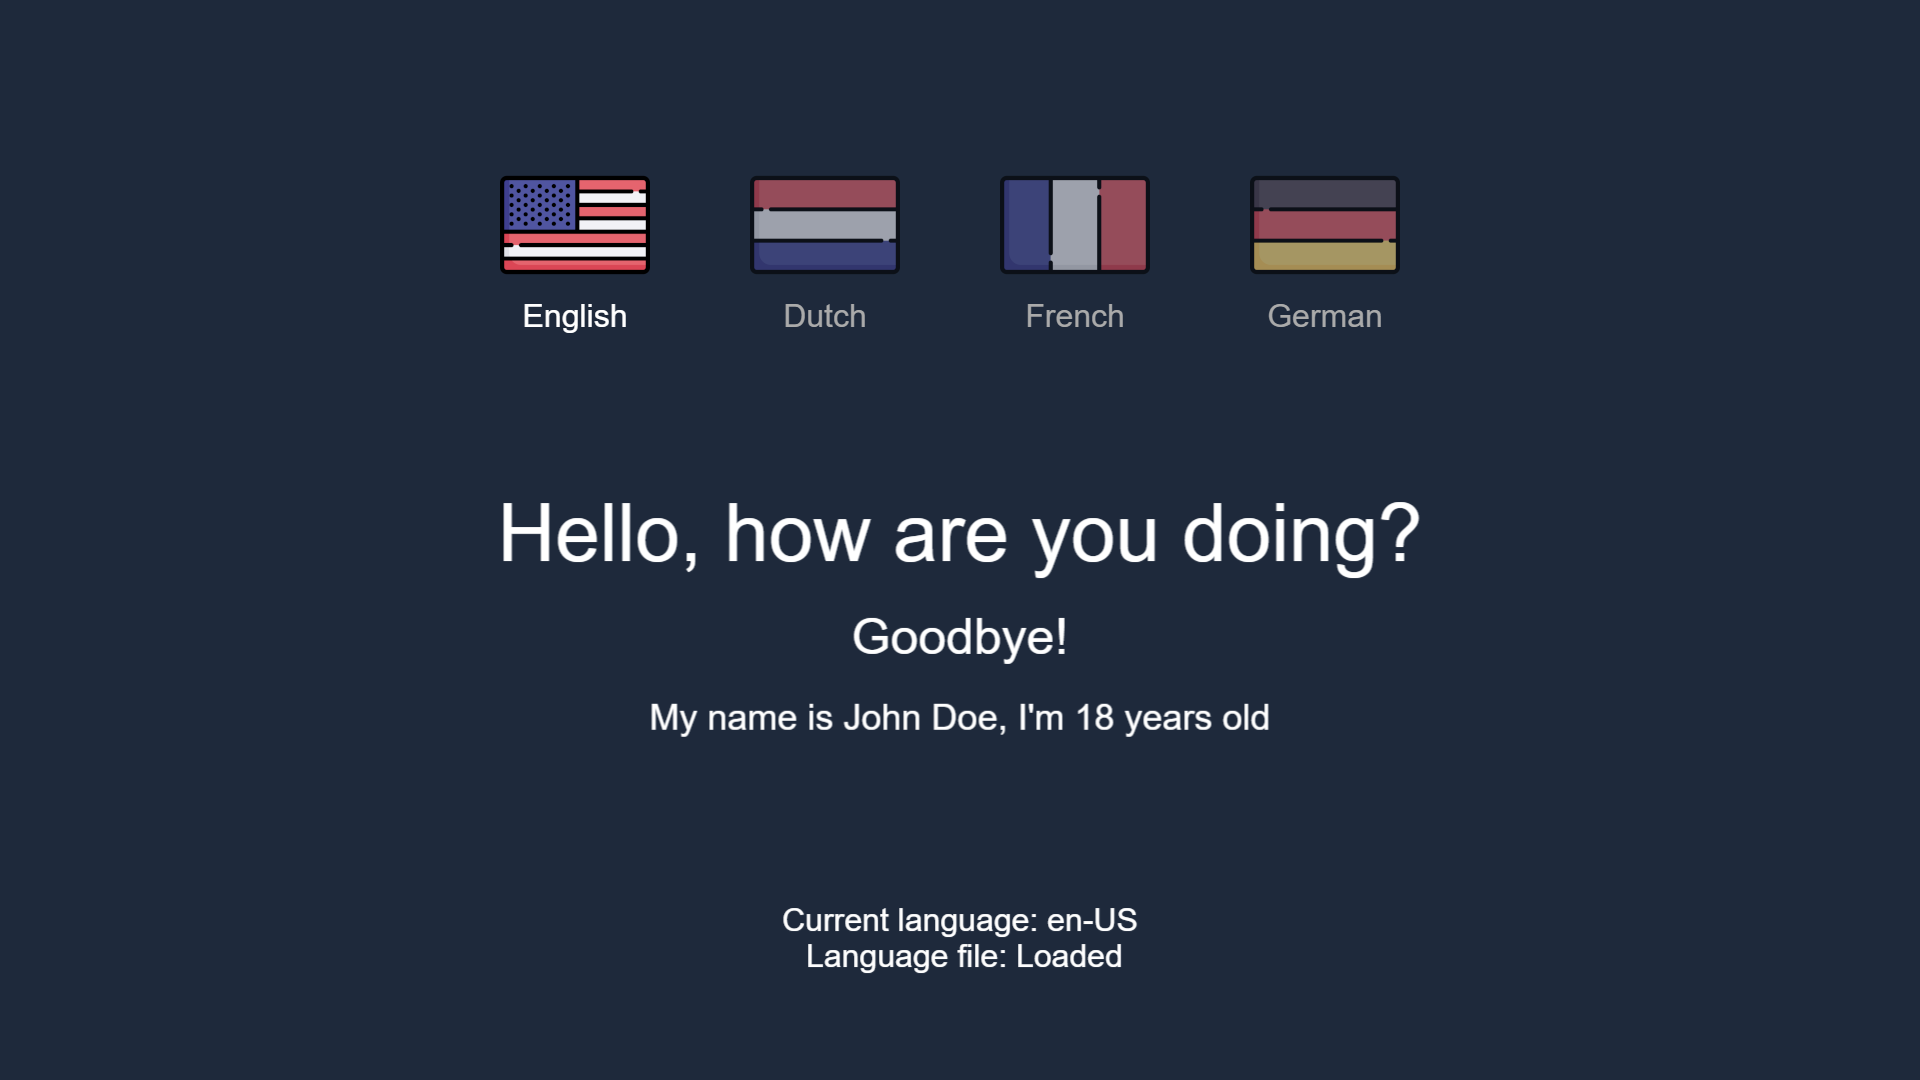 English
Dutch
French
German
Hello, how are you doing?
Goodbye!
My name is John Doe, I'm 18 years old
Current language: en-US
Language file: Loaded